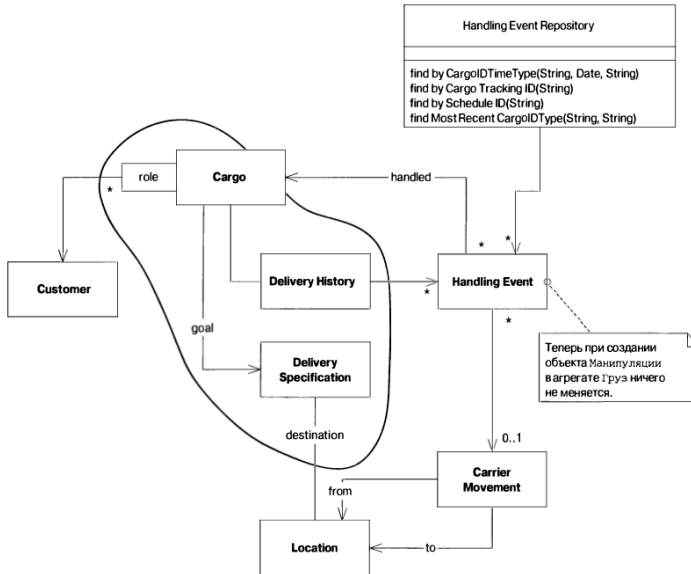 Handling Event Repository
find by CargoIDTimeType(String, Date, String)
find by Cargo Tracking ID(String)
find by Schedule ID(String)
find Most Recent CargoIDType(String, String)
role
Cargo
handled
*
*
*
Customer
Delivery History
*
Handling Event
*
goal
Delivery
Specification
Теперь при создании
объекта Манипуляции
в агрегате Груз ничего
не меняется.
destination
0..1
Carrier
Movement
from
Location
to